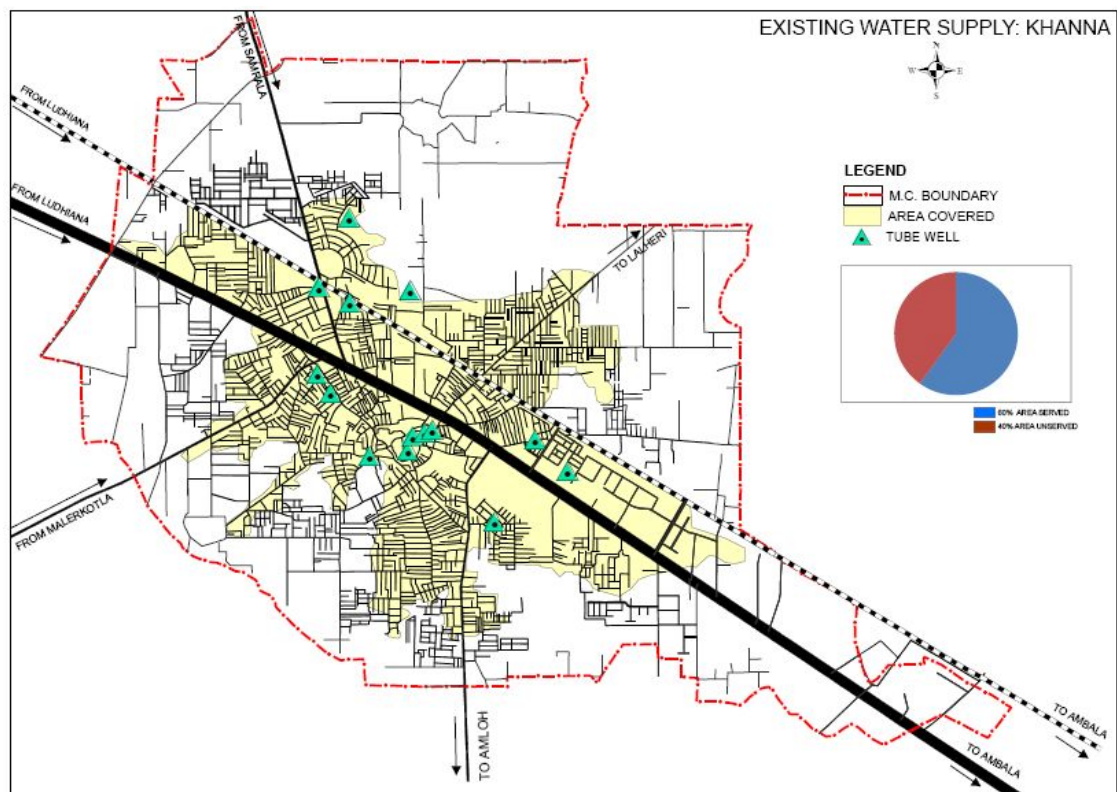 EXISTING WATER SUPPLY: KHANNA
N
W
E
S
FROM SAMRALA
FROM LUDHIANA
FROM LUDHIANA
LEGEND
M.C. BOUNDARY
AREA COVERED
TUBE WELL
TO LALHERI
60% AREA SERVED
40% AREA UNSERVED
FROM MALERKOTLA
TO AMLOH
TO AMBALA
TO AMBALA